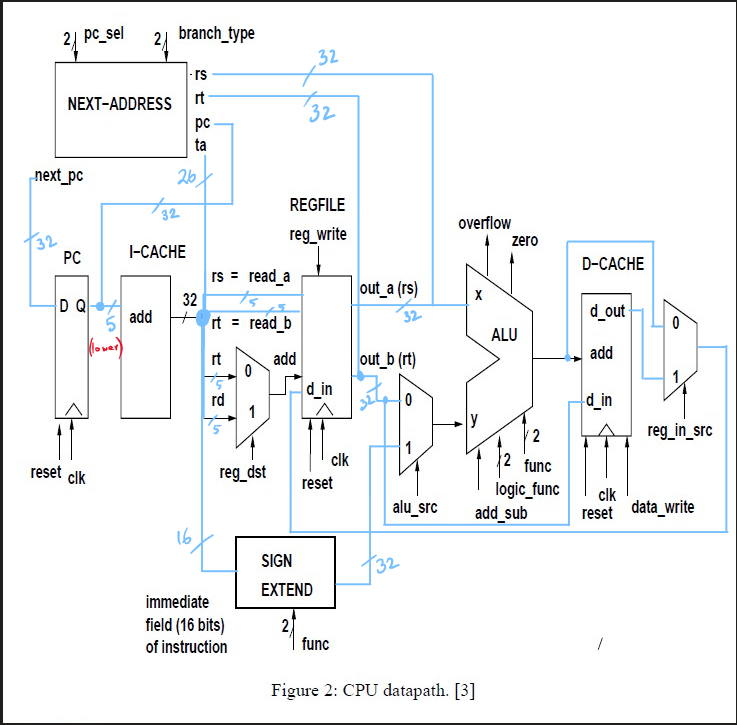 2 pc_sel 2 branch_type
32
rs
NEXT-ADDRESS rt
32
pc
ta
26
next_pc
32
REGFILE
32
PC I-CACHE reg_write
overflow
zero
D-CACHE
rs = read_a out_a (rs)
32 5 x d_out
D Q add 5 32 0
5 rt = read_b ALU
(lower) rt add out_b (rt) add
5 0 1
rd d_in 32 0 d_in
5 1 y
1 2 reg_in_src
reset clk reg_dst clk 2 func
reset logic_func clk
alu_src add_sub reset data_write
16
SIGN 32
EXTEND
immediate
field (16 bits) 2
of instruction func
/
Figure 2: CPU datapath. [3]